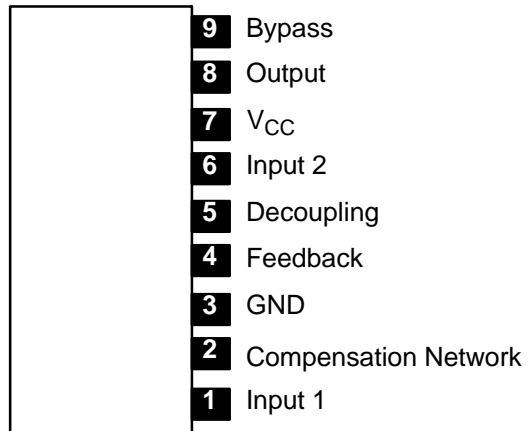 9 Bypass
8 Output
7 VCC
6 Input 2
5 Decoupling
4 Feedback
3 GND
2 Compensation Network
1 Input 1